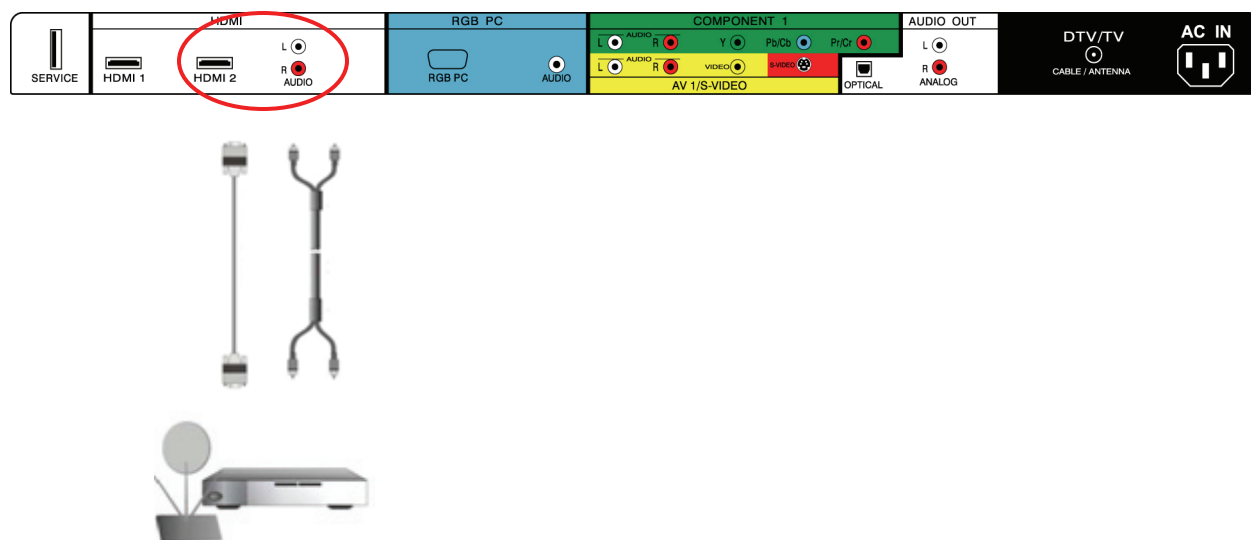 HDMI
SERVICE
HDMI 1
HDMI 2
L
R
AUDIO
RGB PC
RGB PC
AUDIO
COMPONENT 1
L AUDIO R Y Pb/Cb Pr/Cr
L AUDIO R VIDEO S-VIDEO
AV 1/S-VIDEO
OPTICAL
AUDIO OUT
L
R
ANALOG
DTV/TV
CABLE / ANTENNA
AC IN